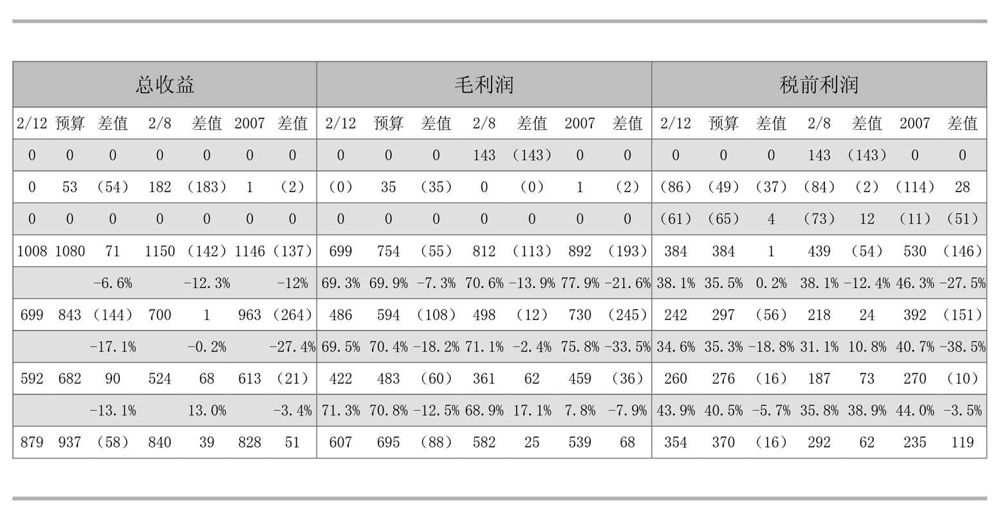 总收益 毛利润 税前利润
2/12 预算 差值 2/8 差值 2007 差值 2/12 预算 差值 2/8 差值 2007 差值 2/12 预算 差值 2/8 差值 2007 差值
0 0 0 0 0 0 0 0 0 0 143 (143) 0 0 0 0 0 143 (143) 0 0
0 53 (54) 182 (183) 1 (2) (0) 35 (35) 0 (0) 1 (2) (86) (49) (37) (84) (2) (114) 28
0 0 0 0 0 0 0 0 0 0 0 0 0 0 (61) (65) 4 (73) 12 (11) (51)
1008 1080 71 1150 (142) 1146 (137) 699 754 (55) 812 (113) 892 (193) 384 384 1 439 (54) 530 (146)
-6.6% -12.3% -12% 69.3% 69.9% -7.3% 70.6% -13.9% 77.9% -21.6% 38.1% 35.5% 0.2% 38.1% -12.4% 46.3% -27.5%
699 843 (144) 700 1 963 (264) 486 594 (108) 498 (12) 730 (245) 242 297 (56) 218 24 392 (151)
-17.1% -0.2% -27.4% 69.5% 70.4% -18.2% 71.1% -2.4% 75.8% -33.5% 34.6% 35.3% -18.8% 31.1% 10.8% 40.7% -38.5%
592 682 90 524 68 613 (21) 422 483 (60) 361 62 459 (36) 260 276 (16) 187 73 270 (10)
-13.1% 13.0% -3.4% 71.3% 70.8% -12.5% 68.9% 17.1% 7.8% -7.9% 43.9% 40.5% -5.7% 35.8% 38.9% 44.0% -3.5%
879 937 (58) 840 39 828 51 607 695 (88) 582 25 539 68 354 370 (16) 292 62 235 119